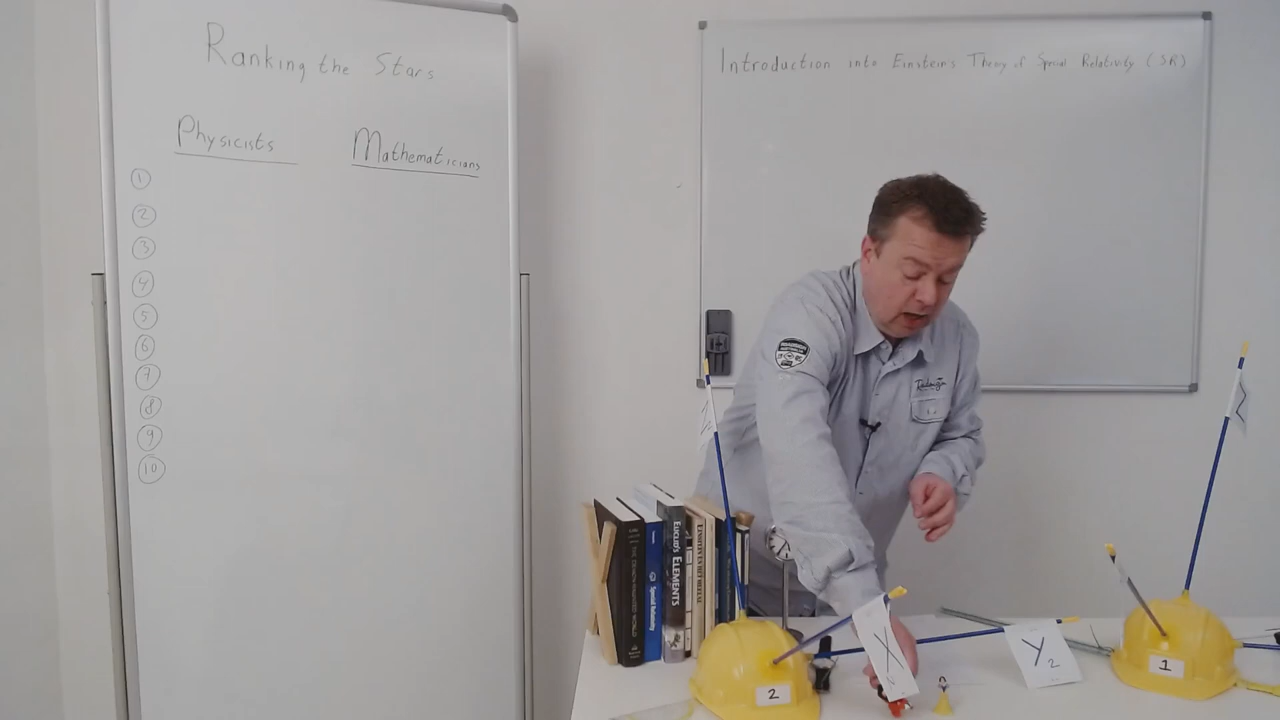 Ranking the Stars
Physicists
Mathematicians
1
2
3
4
5
6
7
8
9
10
Introduction into Einstein's Theory of Special Relativity (SR)
EUCLID'S ELEMENTS
Special Relativity
X
Y2
2
1